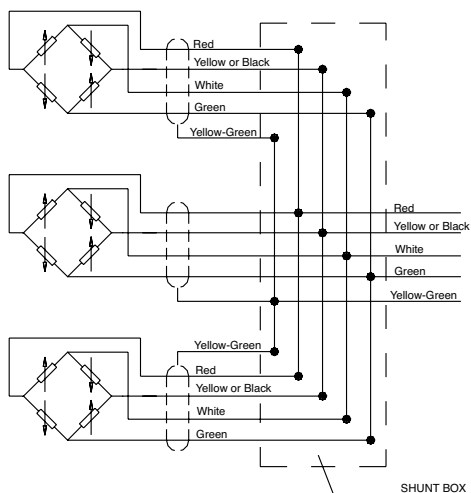 Red
Yellow or Black
White
Green
Yellow-Green
Red
Yellow or Black
White
Green
Yellow-Green
Yellow-Green
Red
Yellow or Black
White
Green
SHUNT BOX